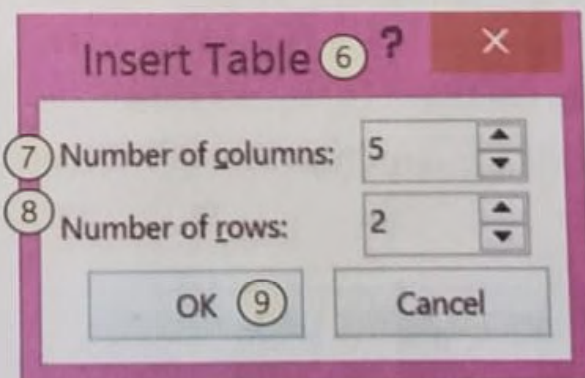 Insert Table 6 ? X
7 Number of columns: 5
8 Number of rows: 2
OK 9 Cancel